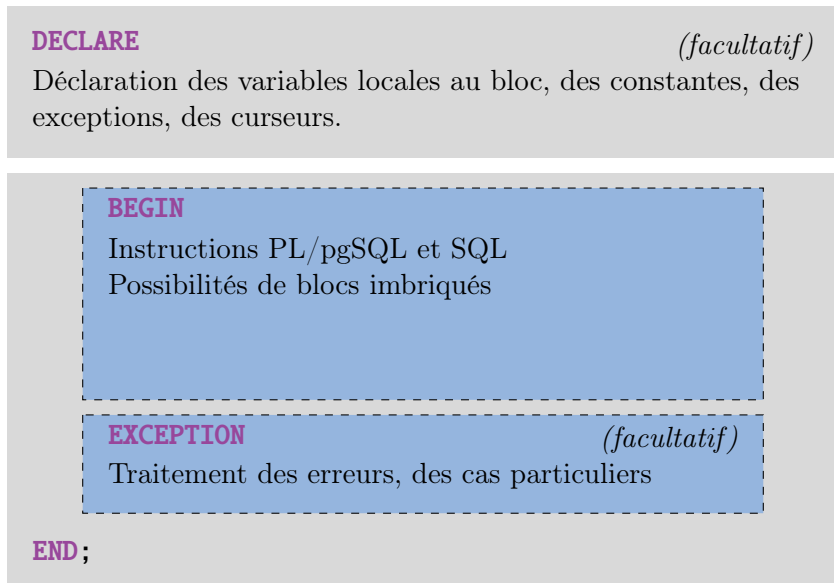 DECLARE (facultatif)
Déclaration des variables locales au bloc, des constantes, des
exceptions, des curseurs.
BEGIN
Instructions PL/pgSQL et SQL
Possibilités de blocs imbriqués
EXCEPTION (facultatif)
Traitement des erreurs, des cas particuliers
END;